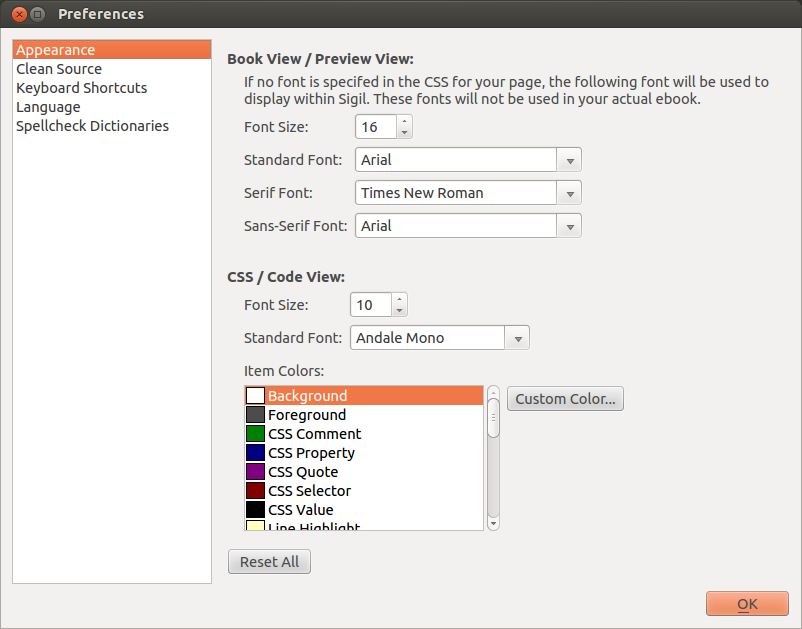 Preferences
Appearance
Clean Source
Keyboard Shortcuts
Language
Spellcheck Dictionaries
Book View / Preview View:
If no font is specifed in the CSS for your page, the following font will be used to
display within Sigil. These fonts will not be used in your actual ebook.
Font Size: 16
Standard Font: Arial
Serif Font: Times New Roman
Sans-Serif Font: Arial
CSS / Code View:
Font Size: 10
Standard Font: Andale Mono
Item Colors:
Background
Custom Color...
Foreground
CSS Comment
CSS Property
CSS Quote
CSS Selector
CSS Value
Line Highlight
Reset All
OK